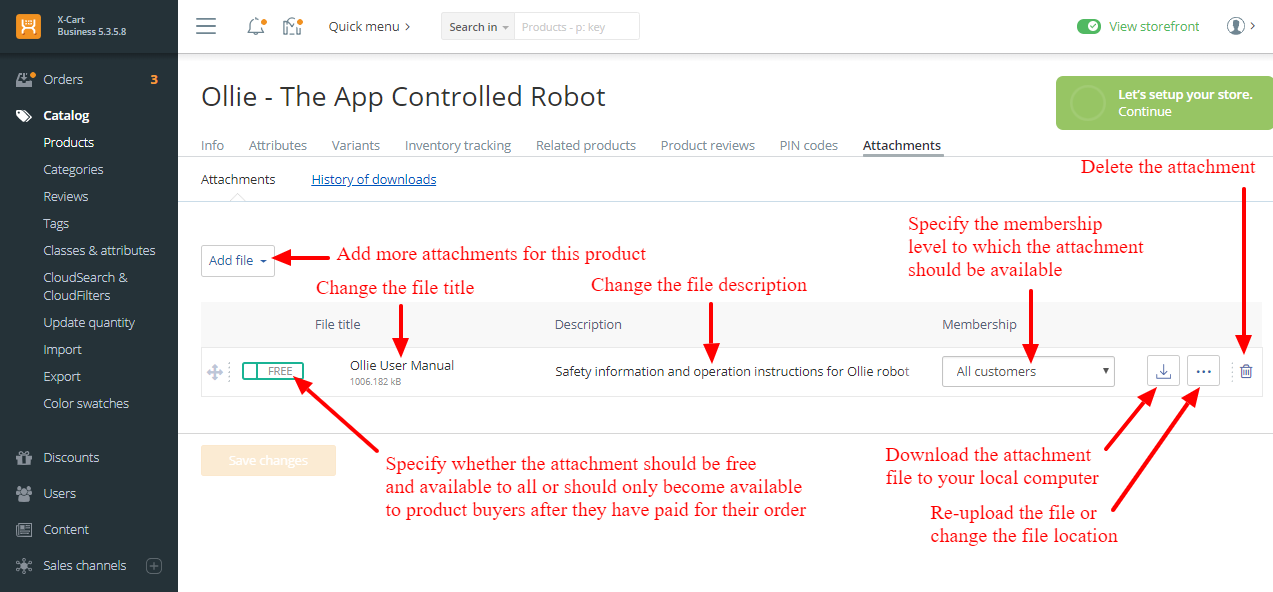 X-Cart
Business 5.3.5.8
Quick menu
Search in
Products - p: key
View storefront
Orders 3
Catalog
Products
Categories
Reviews
Tags
Classes & attributes
CloudSearch &
CloudFilters
Update quantity
Import
Export
Color swatches
Discounts
Users
Content
Sales channels
Ollie - The App Controlled Robot
Let's setup your store.
Continue
Info Attributes Variants Inventory tracking Related products Product reviews PIN codes Attachments
Attachments History of downloads
Delete the attachment
Specify the membership
level to which the attachment
should be available
Add file
Add more attachments for this product
Change the file title
Change the file description
File title Description Membership
FREE
Ollie User Manual
1006.182 kB
Safety information and operation instructions for Ollie robot
All customers
Save changes
Specify whether the attachment should be free
and available to all or should only become available
to product buyers after they have paid for their order
Download the attachment
file to your local computer
Re-upload the file or
change the file location